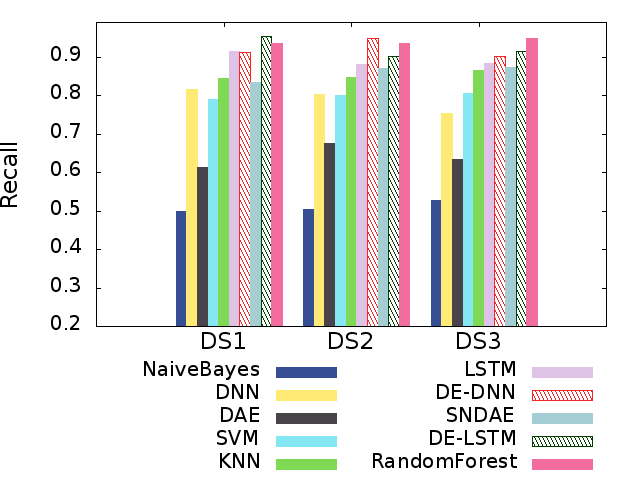 Recall
0.9
0.8
0.7
0.6
0.5
0.4
0.3
0.2
DS1 DS2 DS3
NaiveBayes
DNN
DAE
SVM
KNN
LSTM
DE-DNN
SNDAE
DE-LSTM
RandomForest